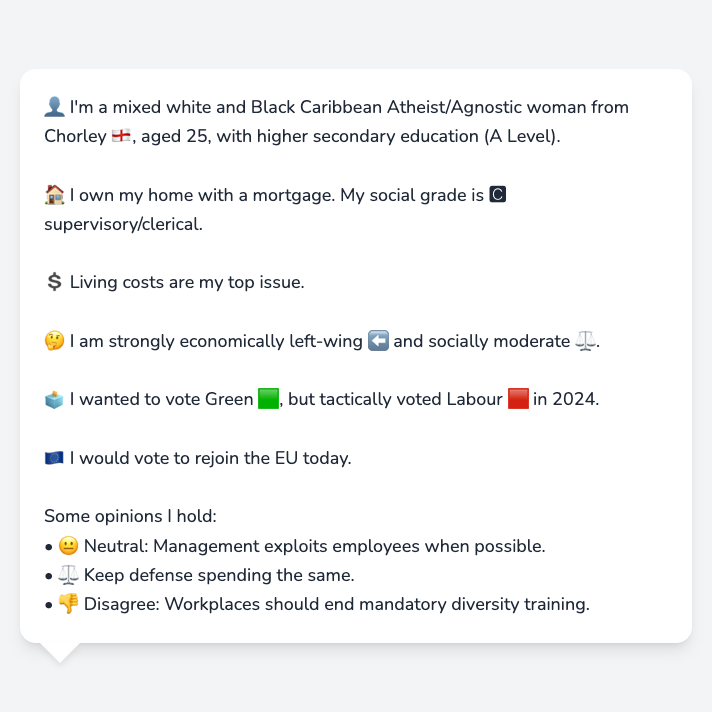 👤 I'm a mixed white and Black Caribbean Atheist/Agnostic woman from
Chorley 🏴󠁧󠁢󠁥󠁮󠁧󠁿, aged 25, with higher secondary education (A Level).
🏠 I own my home with a mortgage. My social grade is 🅲
supervisory/clerical.
💲 Living costs are my top issue.
🤔 I am strongly economically left-wing ⬅️ and socially moderate ⚖️.
🗳️ I wanted to vote Green 🟩, but tactically voted Labour 🟥 in 2024.
🇪🇺 I would vote to rejoin the EU today.
Some opinions I hold:
• 😐 Neutral: Management exploits employees when possible.
• ⚖️ Keep defense spending the same.
• 👎 Disagree: Workplaces should end mandatory diversity training.